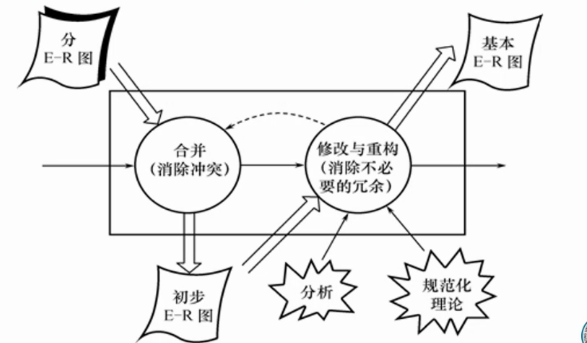 分
E-R 图
基本
E-R 图
合并
(消除冲突)
修改与重构
(消除不必
要的冗余)
初步
E-R 图
分析
规范化
理论